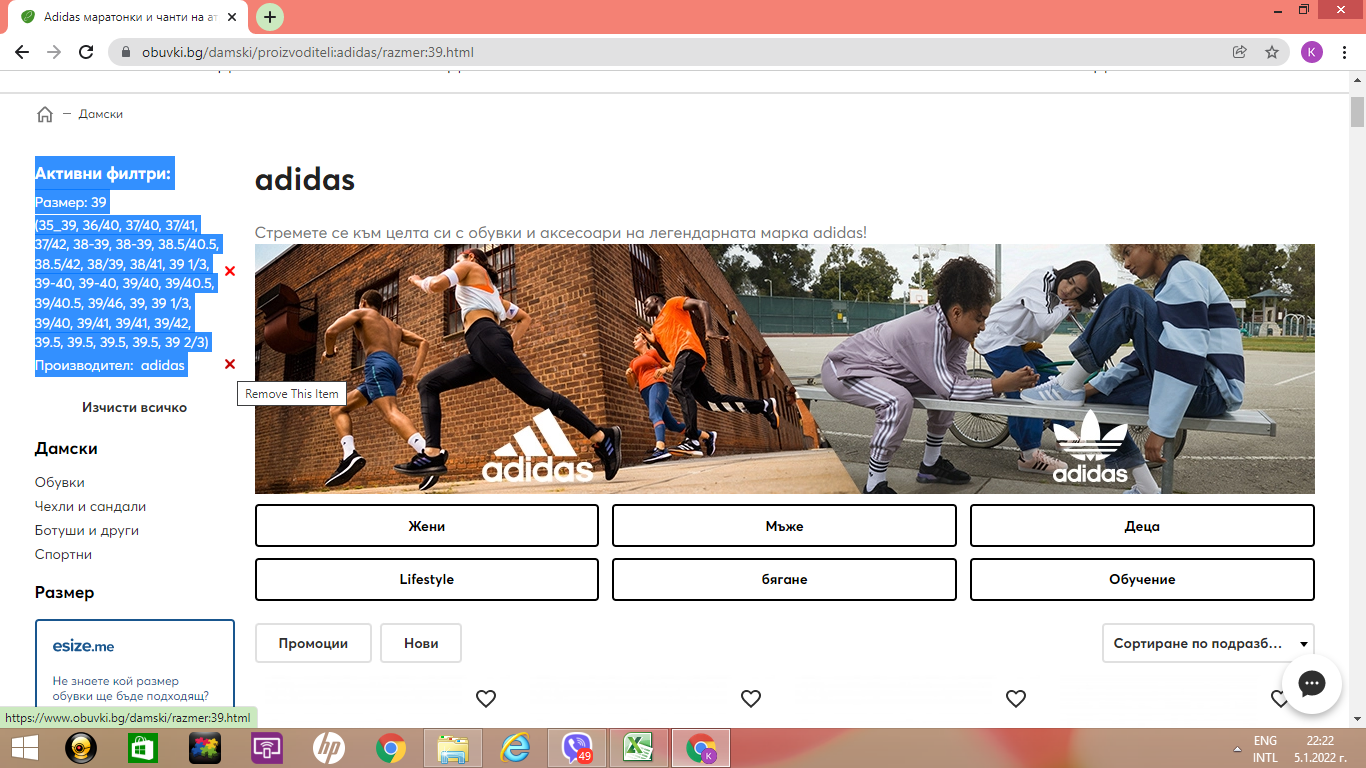 Adidas маратонки и чанти на ат
obuvki.bg/damski/proizvoditeli:adidas/razmer:39.html
K
Дамски
Активни филтри:
Размер: 39
(35_39, 36/40, 37/40, 37/41,
37/42, 38-39, 38-39, 38.5/40.5,
38.5/42, 38/39, 38/41, 39 1/3,
39-40, 39-40, 39/40, 39/40.5,
39/40.5, 39/46, 39, 39 1/3,
39/40, 39/41, 39/41, 39/42,
39.5, 39.5, 39.5, 39.5, 39 2/3)
Производител: adidas
Remove This Item
Изчисти всичко
Дамски
Обувки
Чехли и сандали
Ботуши и други
Спортни
Размер
esize.me
Не знаете кой размер
обувки ще бъде подходящ?
adidas
Стремете се към целта си с обувки и аксесоари на легендарната марка adidas!
adidas
adidas
Жени
Мъже
Деца
Lifestyle
бягане
Обучение
Промоции
Нови
Сортиране по подразб...
https://www.obuvki.bg/damski/razmer:39.html
hp
49
K
ENG
INTL
22:22
5.1.2022 г.